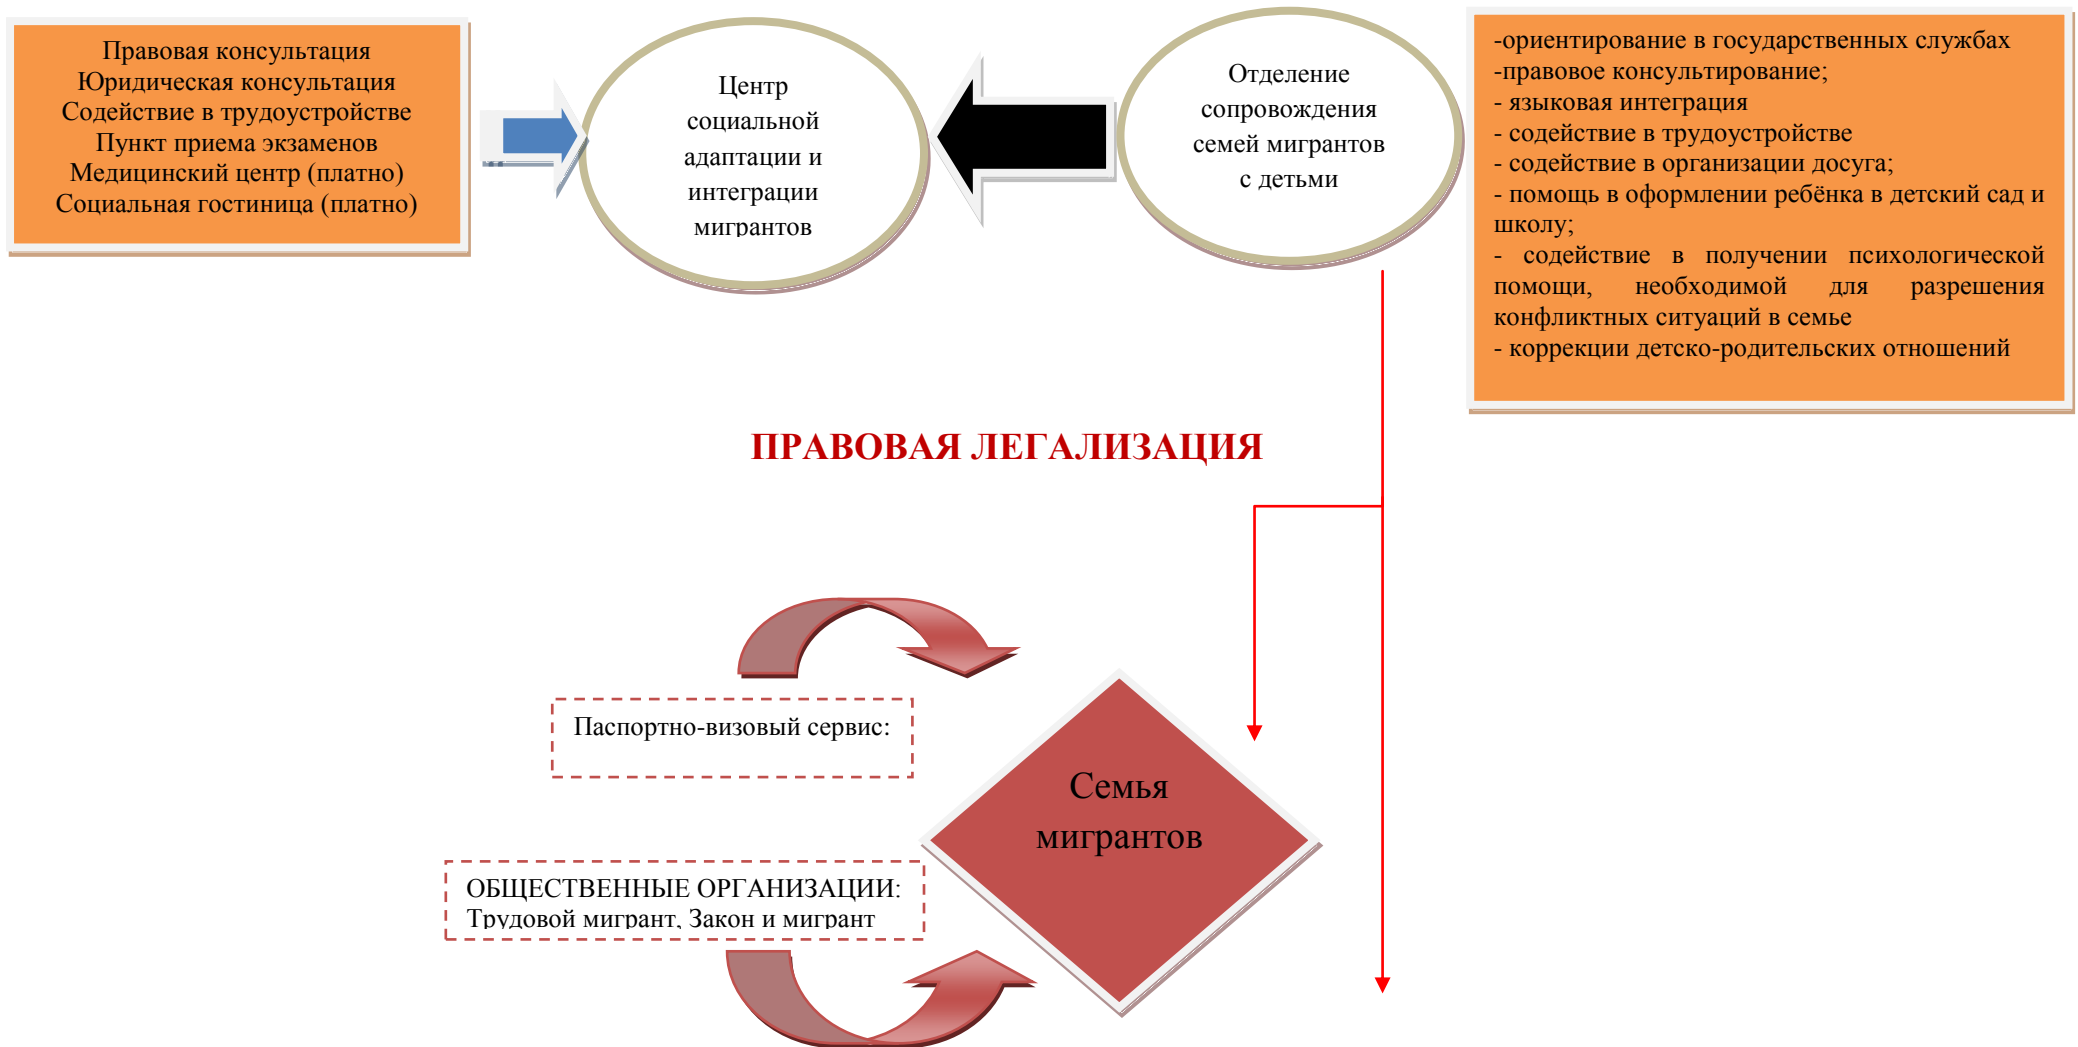 Правовая консультация
Юридическая консультация
Содействие в трудоустройстве
Пункт приема экзаменов
Медицинский центр (платно)
Социальная гостиница (платно)
Центр
социальной
адаптации и
интеграции
мигрантов
Отделение
сопровождения
семей мигрантов
с детьми
-ориентирование в государственных службах
-правовое консультирование;
- языковая интеграция
- содействие в трудоустройстве
- содействие в организации досуга;
- помощь в оформлении ребёнка в детский сад и
школу;
- содействие в получении психологической
помощи, необходимой для разрешения
конфликтных ситуаций в семье
- коррекции детско-родительских отношений
ПРАВОВАЯ ЛЕГАЛИЗАЦИЯ
Паспортно-визовый сервис:
Семья
мигрантов
ОБЩЕСТВЕННЫЕ ОРГАНИЗАЦИИ:
Трудовой мигрант, Закон и мигрант